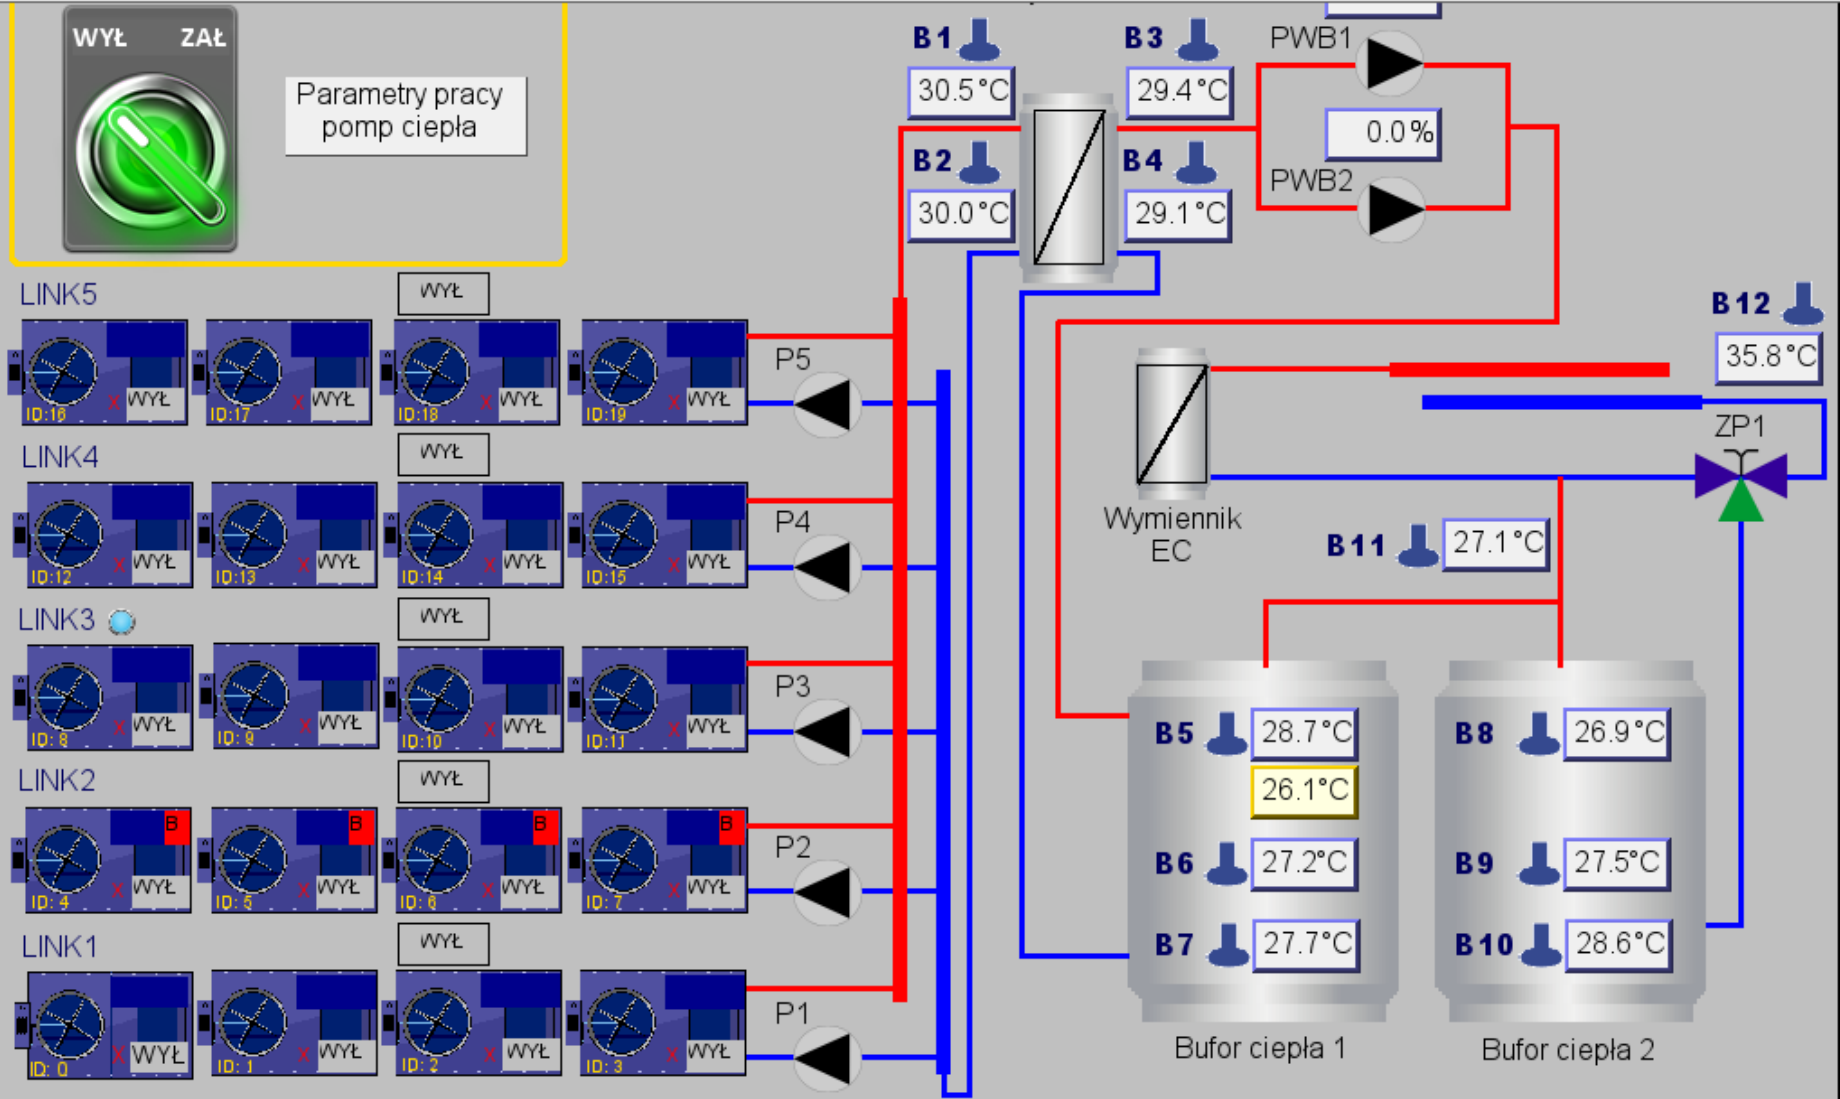 WYŁ ZAŁ
Parametry pracy
pomp ciepła
B1
30.5°C
B2
30.0°C
B3
29.4°C
B4
29.1°C
PWB1
0.0%
PWB2
B12
35.8°C
ZP1
Wymiennik
EC
B11 27.1°C
LINK5 WYŁ
WYŁ WYŁ WYŁ WYŁ
ID:16 ID:17 ID:18 ID:19
P5
LINK4 WYŁ
WYŁ WYŁ WYŁ WYŁ
ID:12 ID:13 ID:14 ID:15
P4
LINK3 WYŁ
WYŁ WYŁ WYŁ WYŁ
ID: 8 ID: 9 ID:10 ID:11
P3
LINK2 WYŁ
B B B B
WYŁ WYŁ WYŁ WYŁ
ID: 4 ID: 5 ID: 6 ID: 7
P2
LINK1 WYŁ
WYŁ WYŁ WYŁ WYŁ
ID: 0 ID: 1 ID: 2 ID: 3
P1
B5 28.7°C
26.1°C
B6 27.2°C
B7 27.7°C
Bufor ciepła 1
B8 26.9°C
B9 27.5°C
B10 28.6°C
Bufor ciepła 2